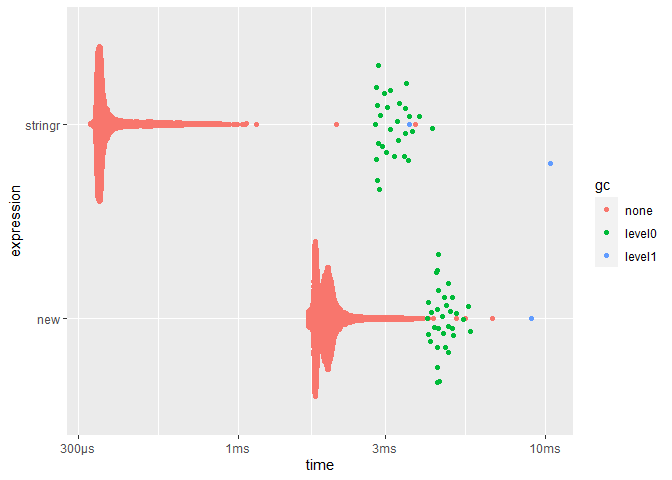 expression
stringr
new
300µs
1ms
3ms
10ms
time
gc
none
level0
level1